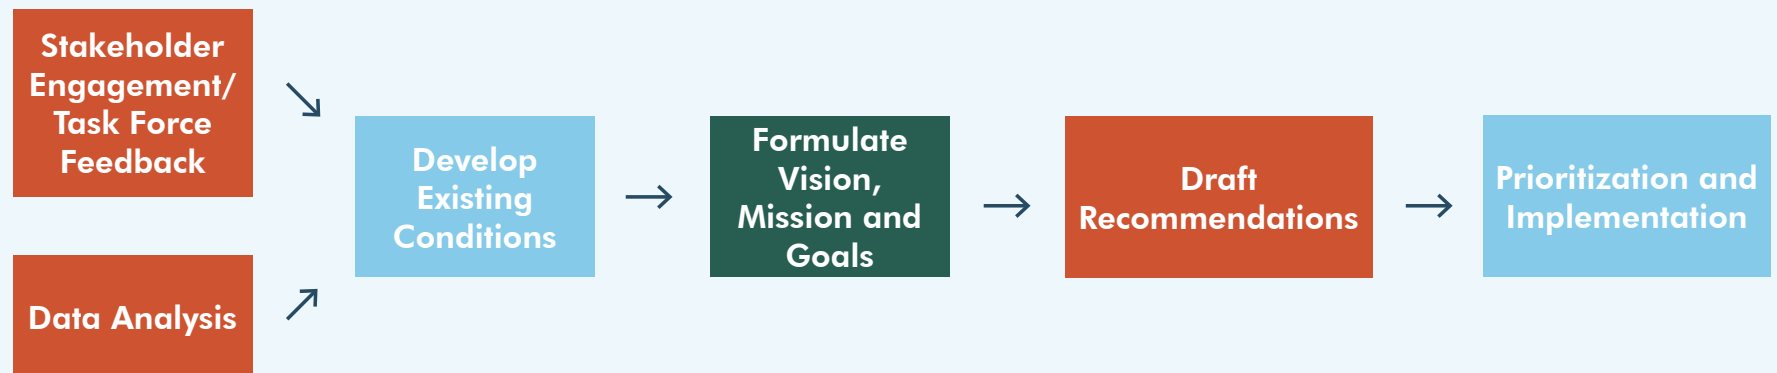 Stakeholder
Engagement/
Task Force
Feedback
Data Analysis
Develop
Existing
Conditions
Formulate
Vision,
Mission and
Goals
Draft
Recommendations
Prioritization and
Implementation